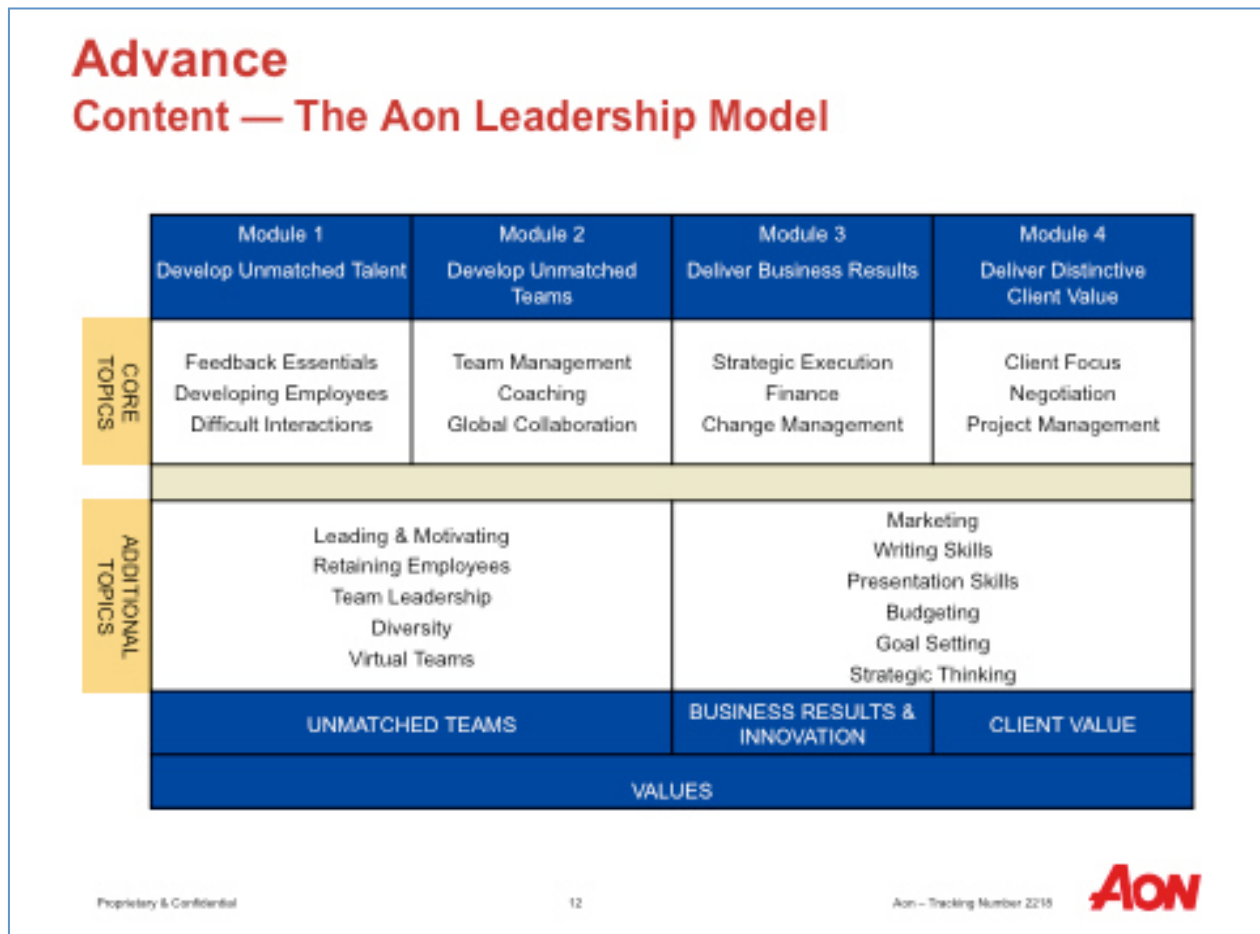 Advance
Content — The Aon Leadership Model
Module 1
Develop Unmatched Talent
Module 2
Develop Unmatched
Teams
Module 3
Deliver Business Results
Module 4
Deliver Distinctive
Client Value
CORE
TOPICS
Feedback Essentials
Developing Employees
Difficult Interactions
Team Management
Coaching
Global Collaboration
Strategic Execution
Finance
Change Management
Client Focus
Negotiation
Project Management
ADDITIONAL
TOPICS
Leading & Motivating
Retaining Employees
Team Leadership
Diversity
Virtual Teams
Marketing
Writing Skills
Presentation Skills
Budgeting
Goal Setting
Strategic Thinking
UNMATCHED TEAMS
BUSINESS RESULTS &
INNOVATION
CLIENT VALUE
VALUES
Proprietary & Confidential
12
Aon – Tracking Number 2218
AON